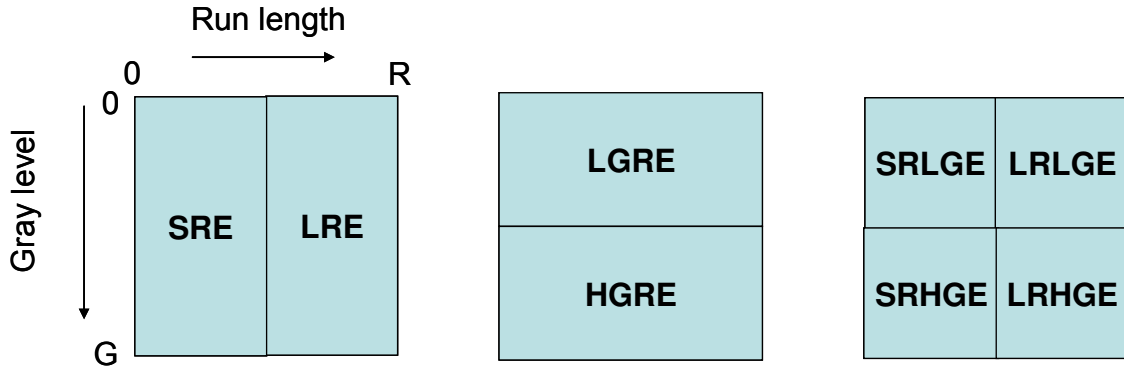 Run length
0 R
0
Gray level
G
SRE LRE
LGRE
HGRE
SRLGE LRLGE
SRHGE LRHGE